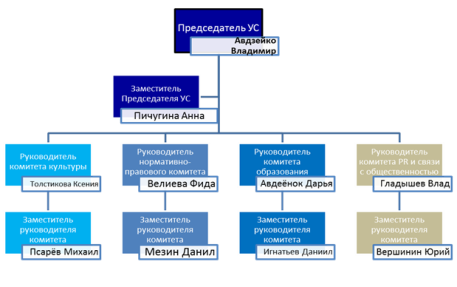 Председатель УС
Авдзейко
Владимир
Заместитель
Председателя УС
Пичугина Анна
Руководитель
комитета культуры
Толстикова Ксения
Руководитель
нормативно-
правового комитета
Велиева Фида
Руководитель
комитета
образования
Авдеёнок Дарья
Руководитель
комитета PR и связи
с общественностью
Гладышев Влад
Заместитель
руководителя
комитета
Псарёв Михаил
Заместитель
руководителя
комитета
Мезин Данил
Заместитель
руководителя
комитета
Игнатьев Даниил
Заместитель
руководителя
комитета
Вершинин Юрий